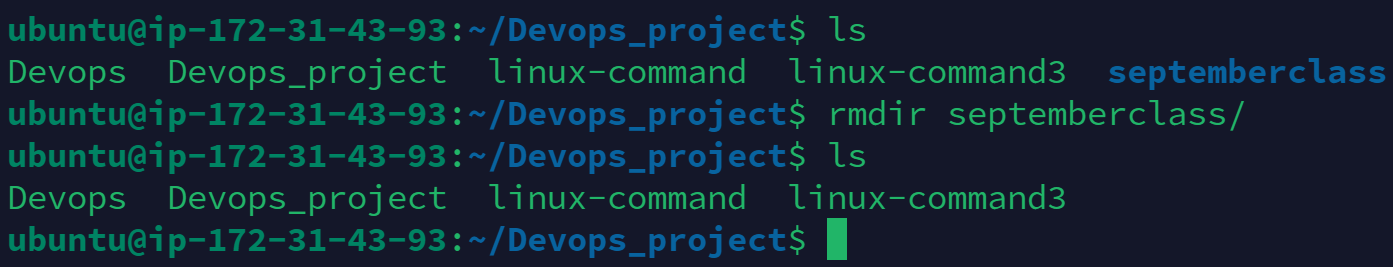 ubuntu@ip-172-31-43-93:~/Devops_project$ ls
Devops  Devops_project  linux-command  linux-command3  septemberclass
ubuntu@ip-172-31-43-93:~/Devops_project$ rmdir septemberclass/
ubuntu@ip-172-31-43-93:~/Devops_project$ ls
Devops  Devops_project  linux-command  linux-command3
ubuntu@ip-172-31-43-93:~/Devops_project$